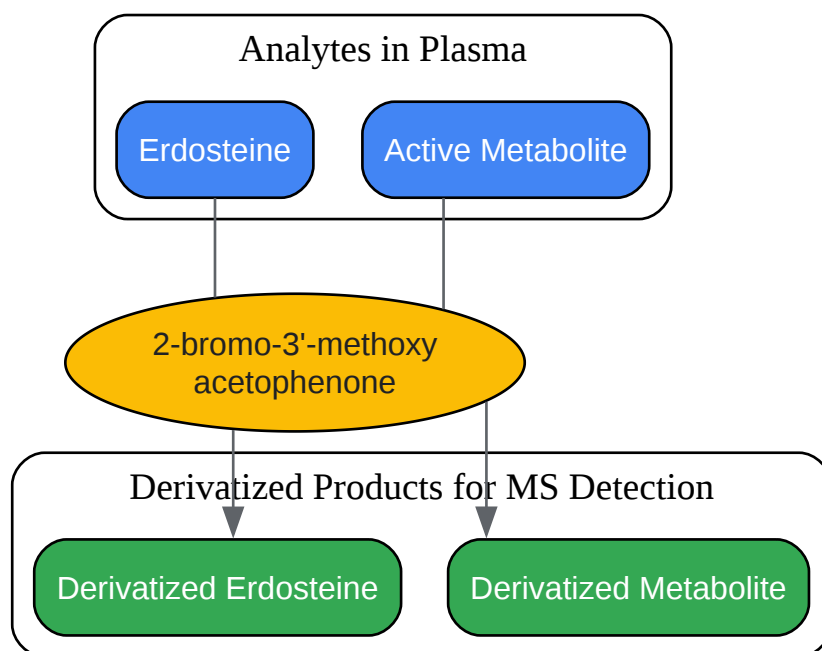 Analytes in Plasma
Erdosteine
Active Metabolite
2-bromo-3'-methoxy
acetophenone
Derivatized Products for MS Detection
Derivatized Erdosteine
Derivatized Metabolite